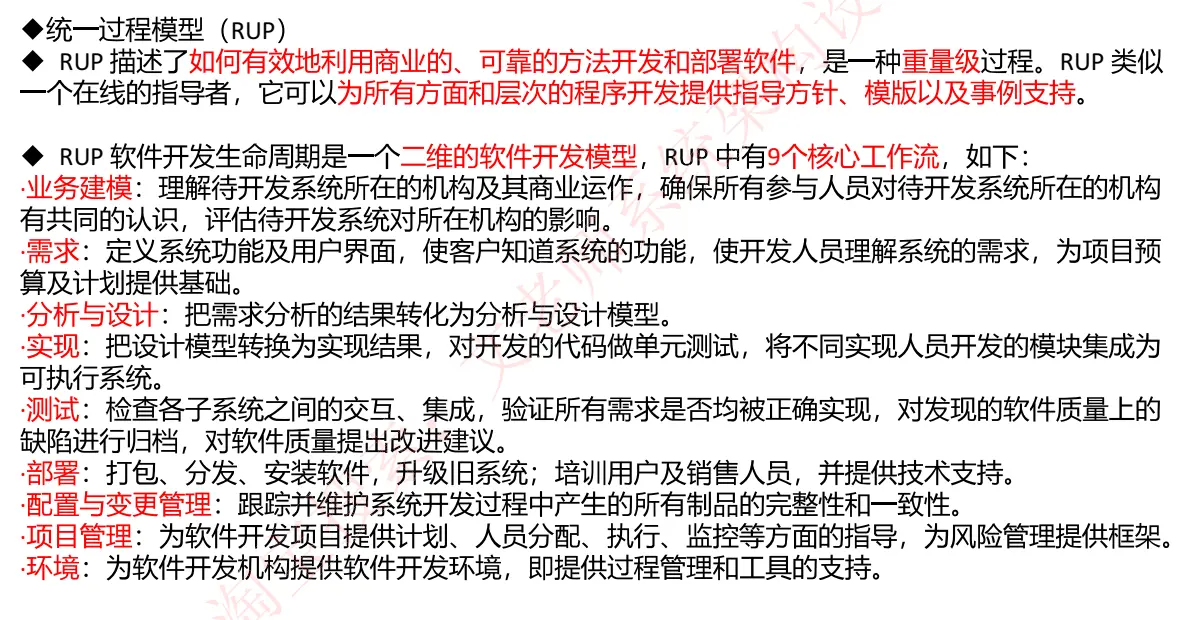 ◆统一过程模型（RUP）
◆ RUP 描述了如何有效地利用商业的、可靠的方法开发和部署软件，是一种重量级过程。RUP 类似
一个在线的指导者，它可以为所有方面和层次的程序开发提供指导方针、模版以及事例支持。
◆ RUP 软件开发生命周期是一个二维的软件开发模型，RUP 中有9个核心工作流，如下：
·业务建模：理解待开发系统所在的机构及其商业运作，确保所有参与人员对待开发系统所在的机构
有共同的认识，评估待开发系统对所在机构的影响。
·需求：定义系统功能及用户界面，使客户知道系统的功能，使开发人员理解系统的需求，为项目预
算及计划提供基础。
·分析与设计：把需求分析的结果转化为分析与设计模型。
·实现：把设计模型转换为实现结果，对开发的代码做单元测试，将不同实现人员开发的模块集成为
可执行系统。
·测试：检查各子系统之间的交互、集成，验证所有需求是否均被正确实现，对发现的软件质量上的
缺陷进行归档，对软件质量提出改进建议。
·部署：打包、分发、安装软件，升级旧系统；培训用户及销售人员，并提供技术支持。
·配置与变更管理：跟踪并维护系统开发过程中产生的所有制品的完整性和一致性。
·项目管理：为软件开发项目提供计划、人员分配、执行、监控等方面的指导，为风险管理提供框架。
·环境：为软件开发机构提供软件开发环境，即提供过程管理和工具的支持。